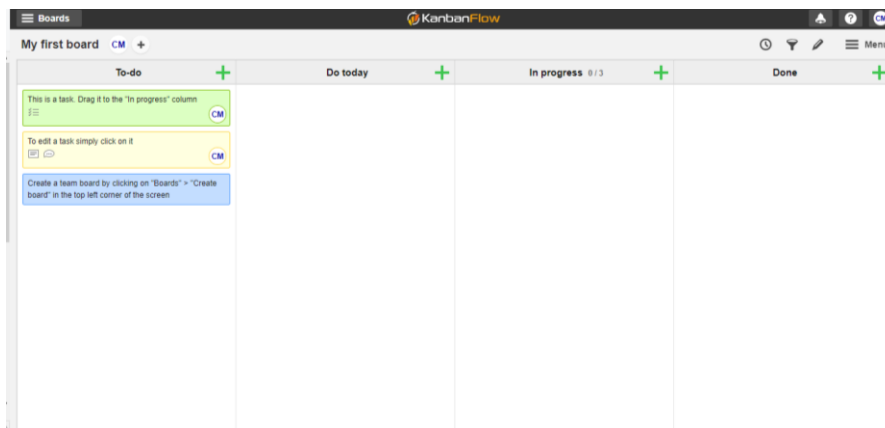 Boards
KanbanFlow
?
CM
My first board CM +
Menu
To-do
Do today
In progress 0 / 3
Done
This is a task. Drag it to the "In progress" column
CM
To edit a task simply click on it
CM
Create a team board by clicking on "Boards" > "Create
board" in the top left corner of the screen